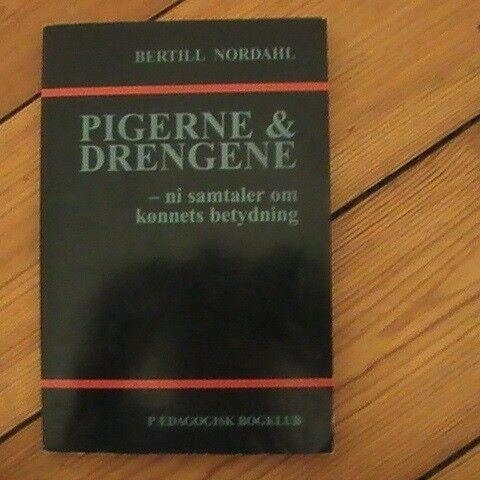 BERTILL NORDAHL
PIGERNE &
DRENGENE
– ni samtaler om
kønnets betydning
PÆDAGOGISK BOGKLUB